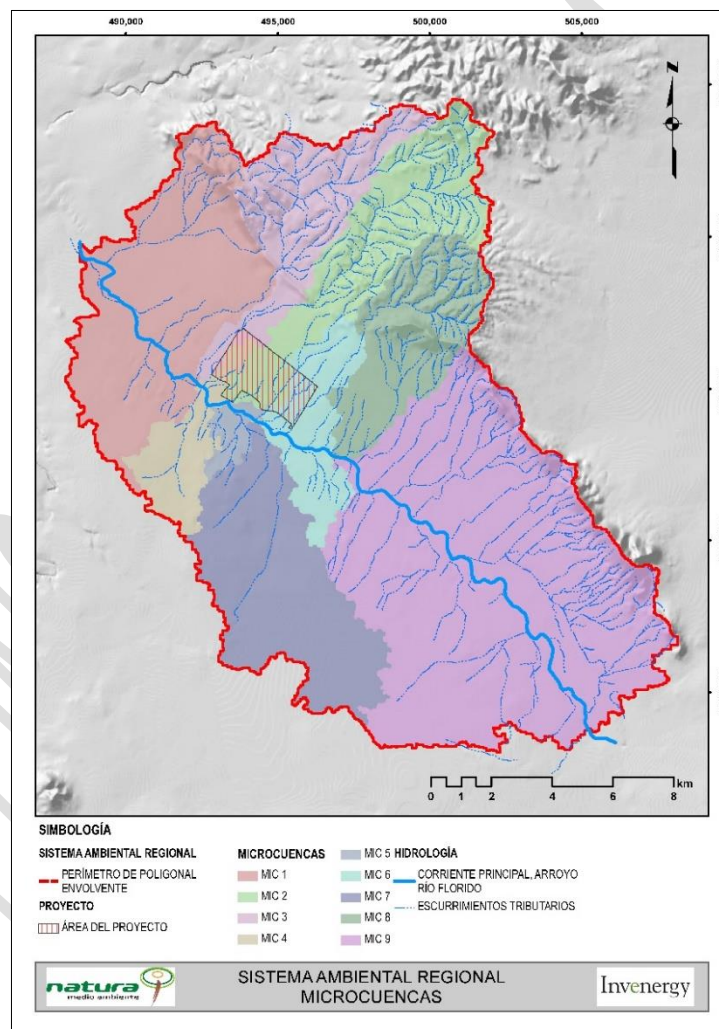 490,000 495,000 500,000 505,000
N
km
0 1 2 4 6 8
SIMBOLOGÍA
SISTEMA AMBIENTAL REGIONAL
PERÍMETRO DE POLIGONAL
ENVOLVENTE
PROYECTO
ÁREA DEL PROYECTO
MICROCUENCAS
MIC 1
MIC 2
MIC 3
MIC 4
MIC 5
MIC 6
MIC 7
MIC 8
MIC 9
HIDROLOGÍA
CORRIENTE PRINCIPAL, ARROYO
RÍO FLORIDO
ESCURRIMIENTOS TRIBUTARIOS
natura
medio ambiente
SISTEMA AMBIENTAL REGIONAL
MICROCUENCAS
Invenergy